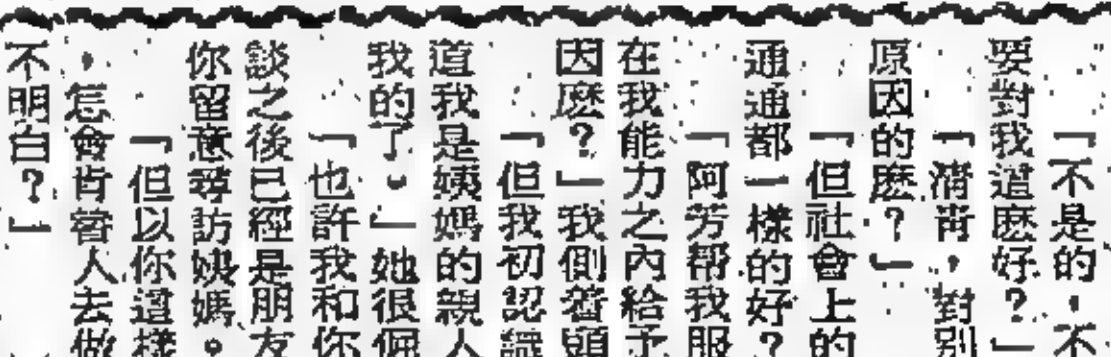 「不是的,不
要對我這麽好?」
「清清,對別
原因的麽?」
「但社會上的
通通都一樣的好?
「阿芳帮我服
在我能力之內給予
因麽?」我側着頭
「但我初認識
道我是姨媽的親人
我的了。」她很倔
「也許我和你
談之後已經是朋友
你留意尋訪姨媽。
「但以你這樣
,怎會肯着人去做
不明白?」